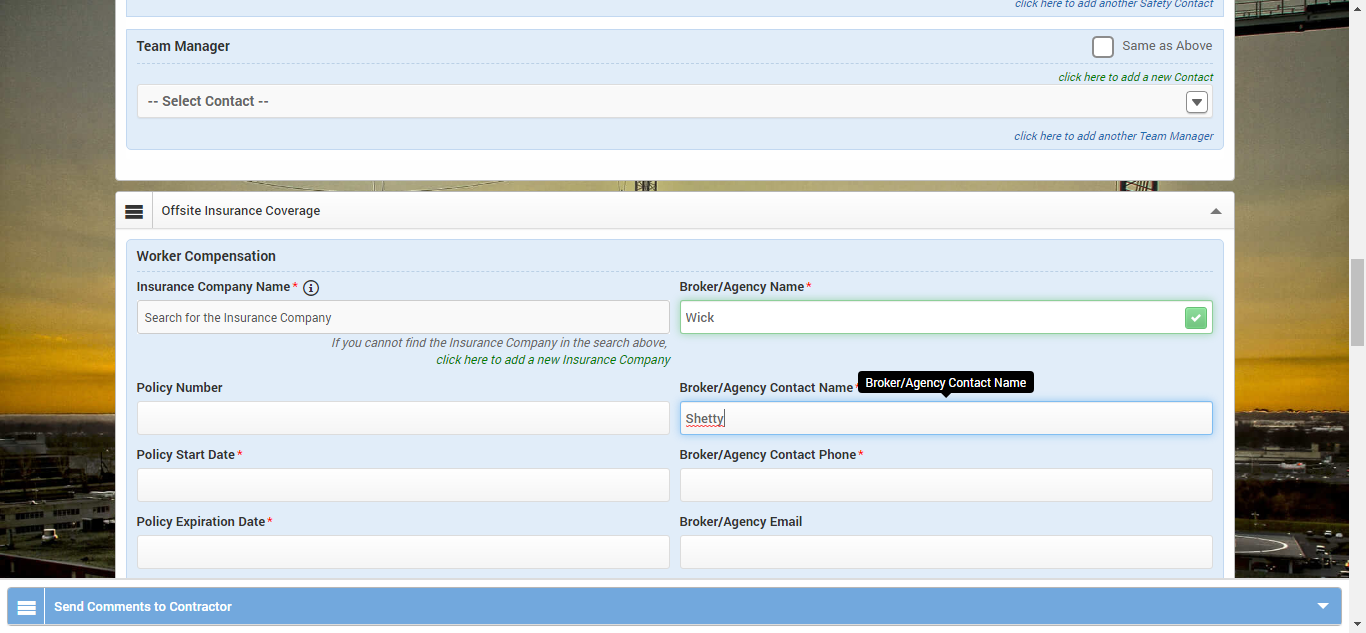 click here to add another Safety Contact
Team Manager
Same as Above
click here to add a new Contact
-- Select Contact --
click here to add another Team Manager
Offsite Insurance Coverage
Worker Compensation
Insurance Company Name *
Broker/Agency Name *
Search for the Insurance Company
Wick
If you cannot find the Insurance Company in the search above,
click here to add a new Insurance Company
Policy Number
Broker/Agency Contact Name *
Broker/Agency Contact Name
Shetty
Policy Start Date *
Broker/Agency Contact Phone *
Policy Expiration Date *
Broker/Agency Email
Send Comments to Contractor